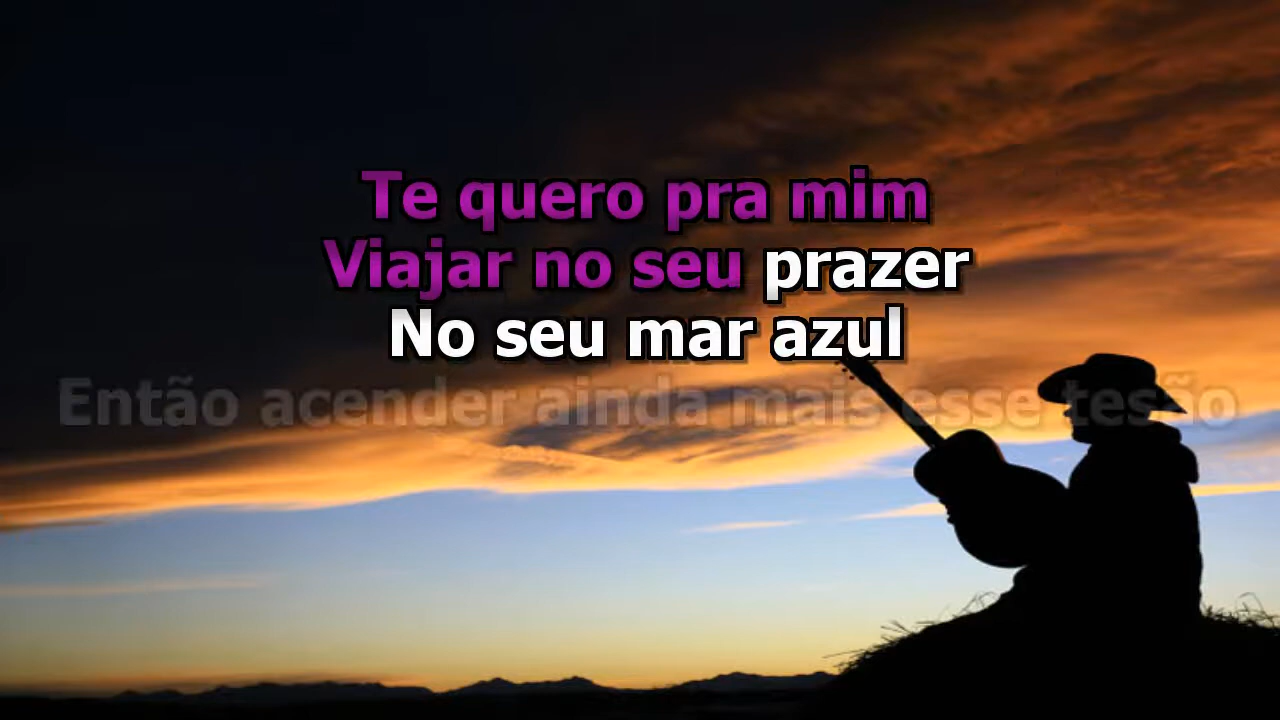 Te quero pra mim
Viajar no seu prazer
No seu mar azul
Então acender ainda mais esse tesão